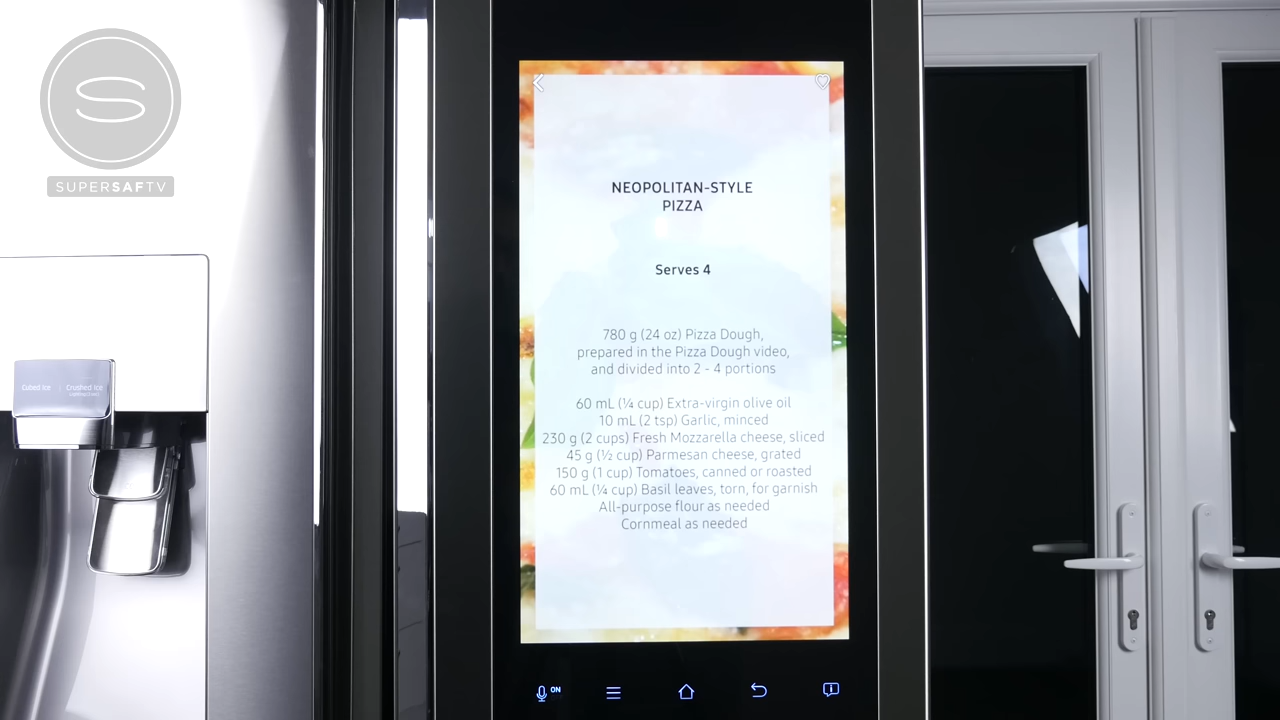 SUPERSAFTV
NEOPOLITAN-STYLE
PIZZA
Serves 4
780 g (24 oz) Pizza Dough,
prepared in the Pizza Dough video,
and divided into 2 - 4 portions
60 mL (¼ cup) Extra-virgin olive oil
10 mL (2 tsp) Garlic, minced
230 g (2 cups) Fresh Mozzarella cheese, sliced
45 g (½ cup) Parmesan cheese, grated
150 g (1 cup) Tomatoes, canned or roasted
60 mL (¼ cup) Basil leaves, torn, for garnish
All-purpose flour as needed
Cornmeal as needed
Cubed Ice
Crushed Ice
ON